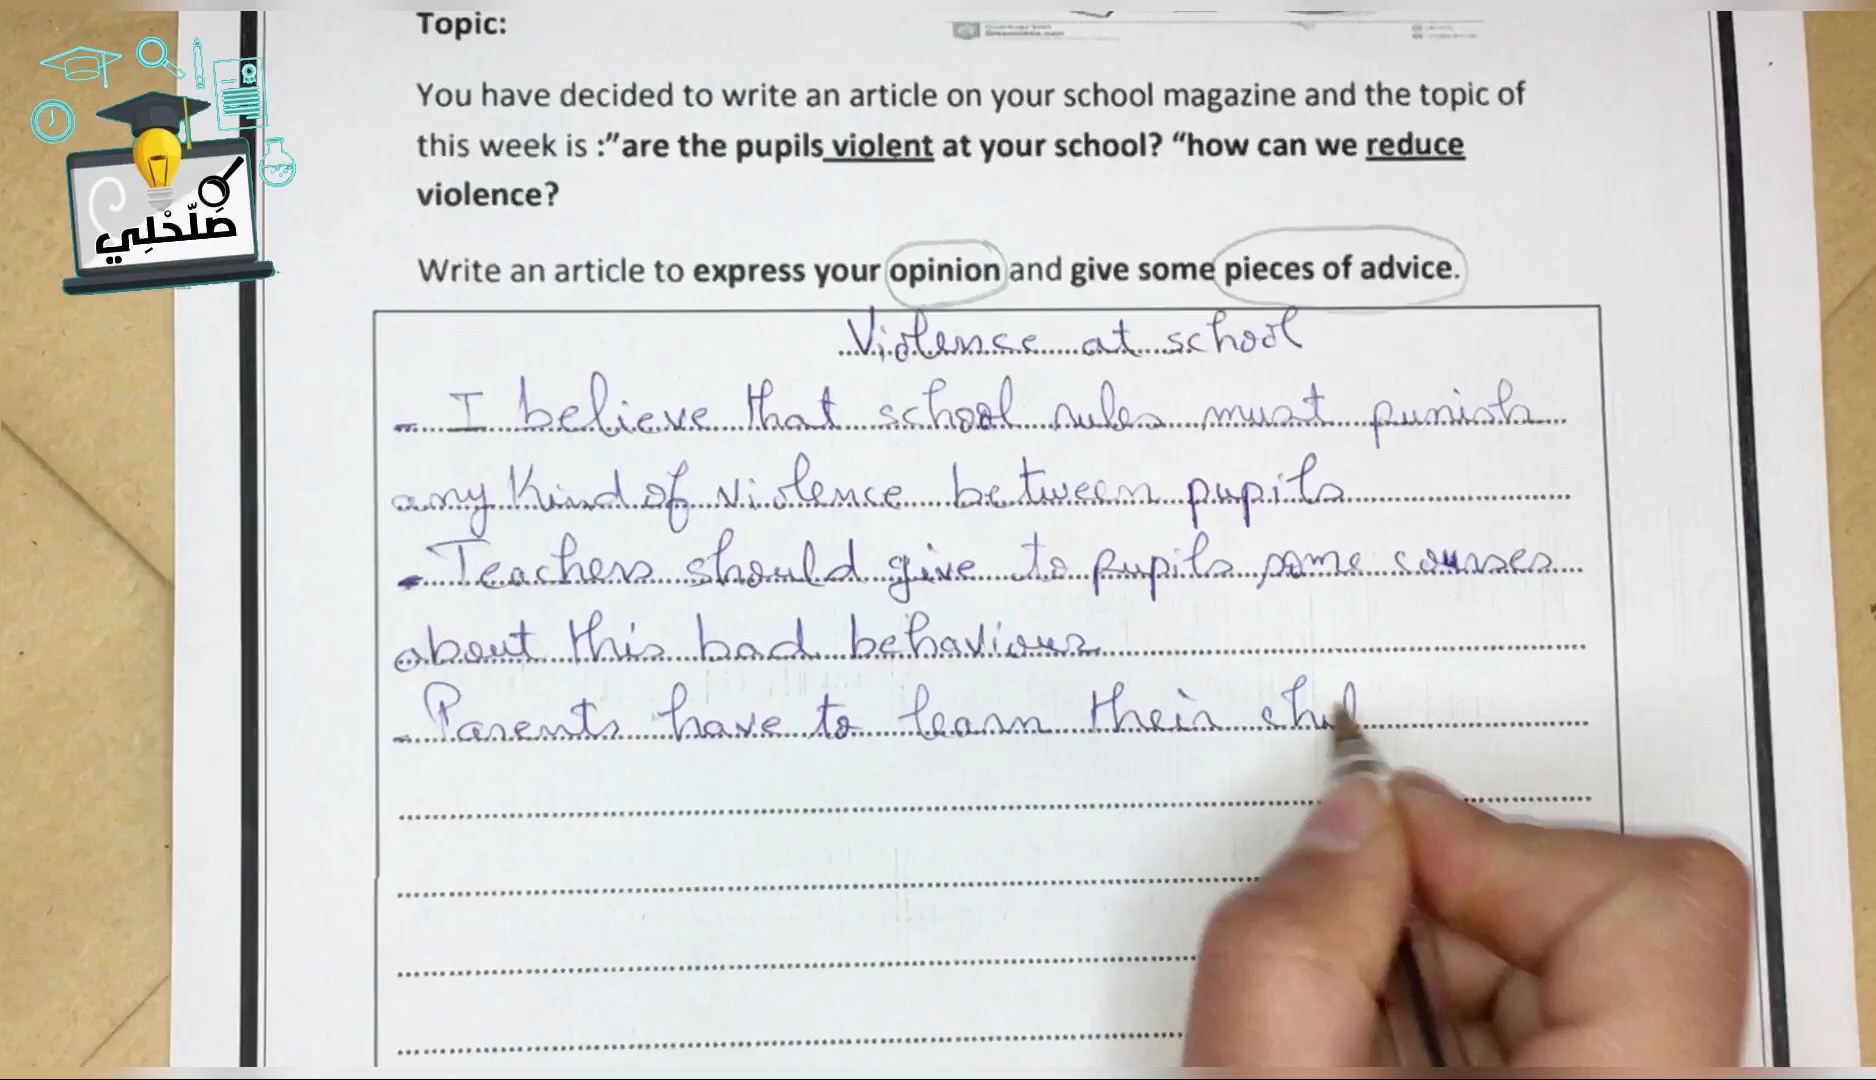 Topic:
You have decided to write an article on your school magazine and the topic of
this week is :”are the pupils violent at your school? “how can we reduce
violence?
صَلَّحْلِي
Write an article to express your opinion and give some pieces of advice.
Violence at school
- I believe that school rules must punish
any kind of violence between pupils
- Teachers should give to pupils some courses
about this bad behaviour
- Parents have to learn their chil